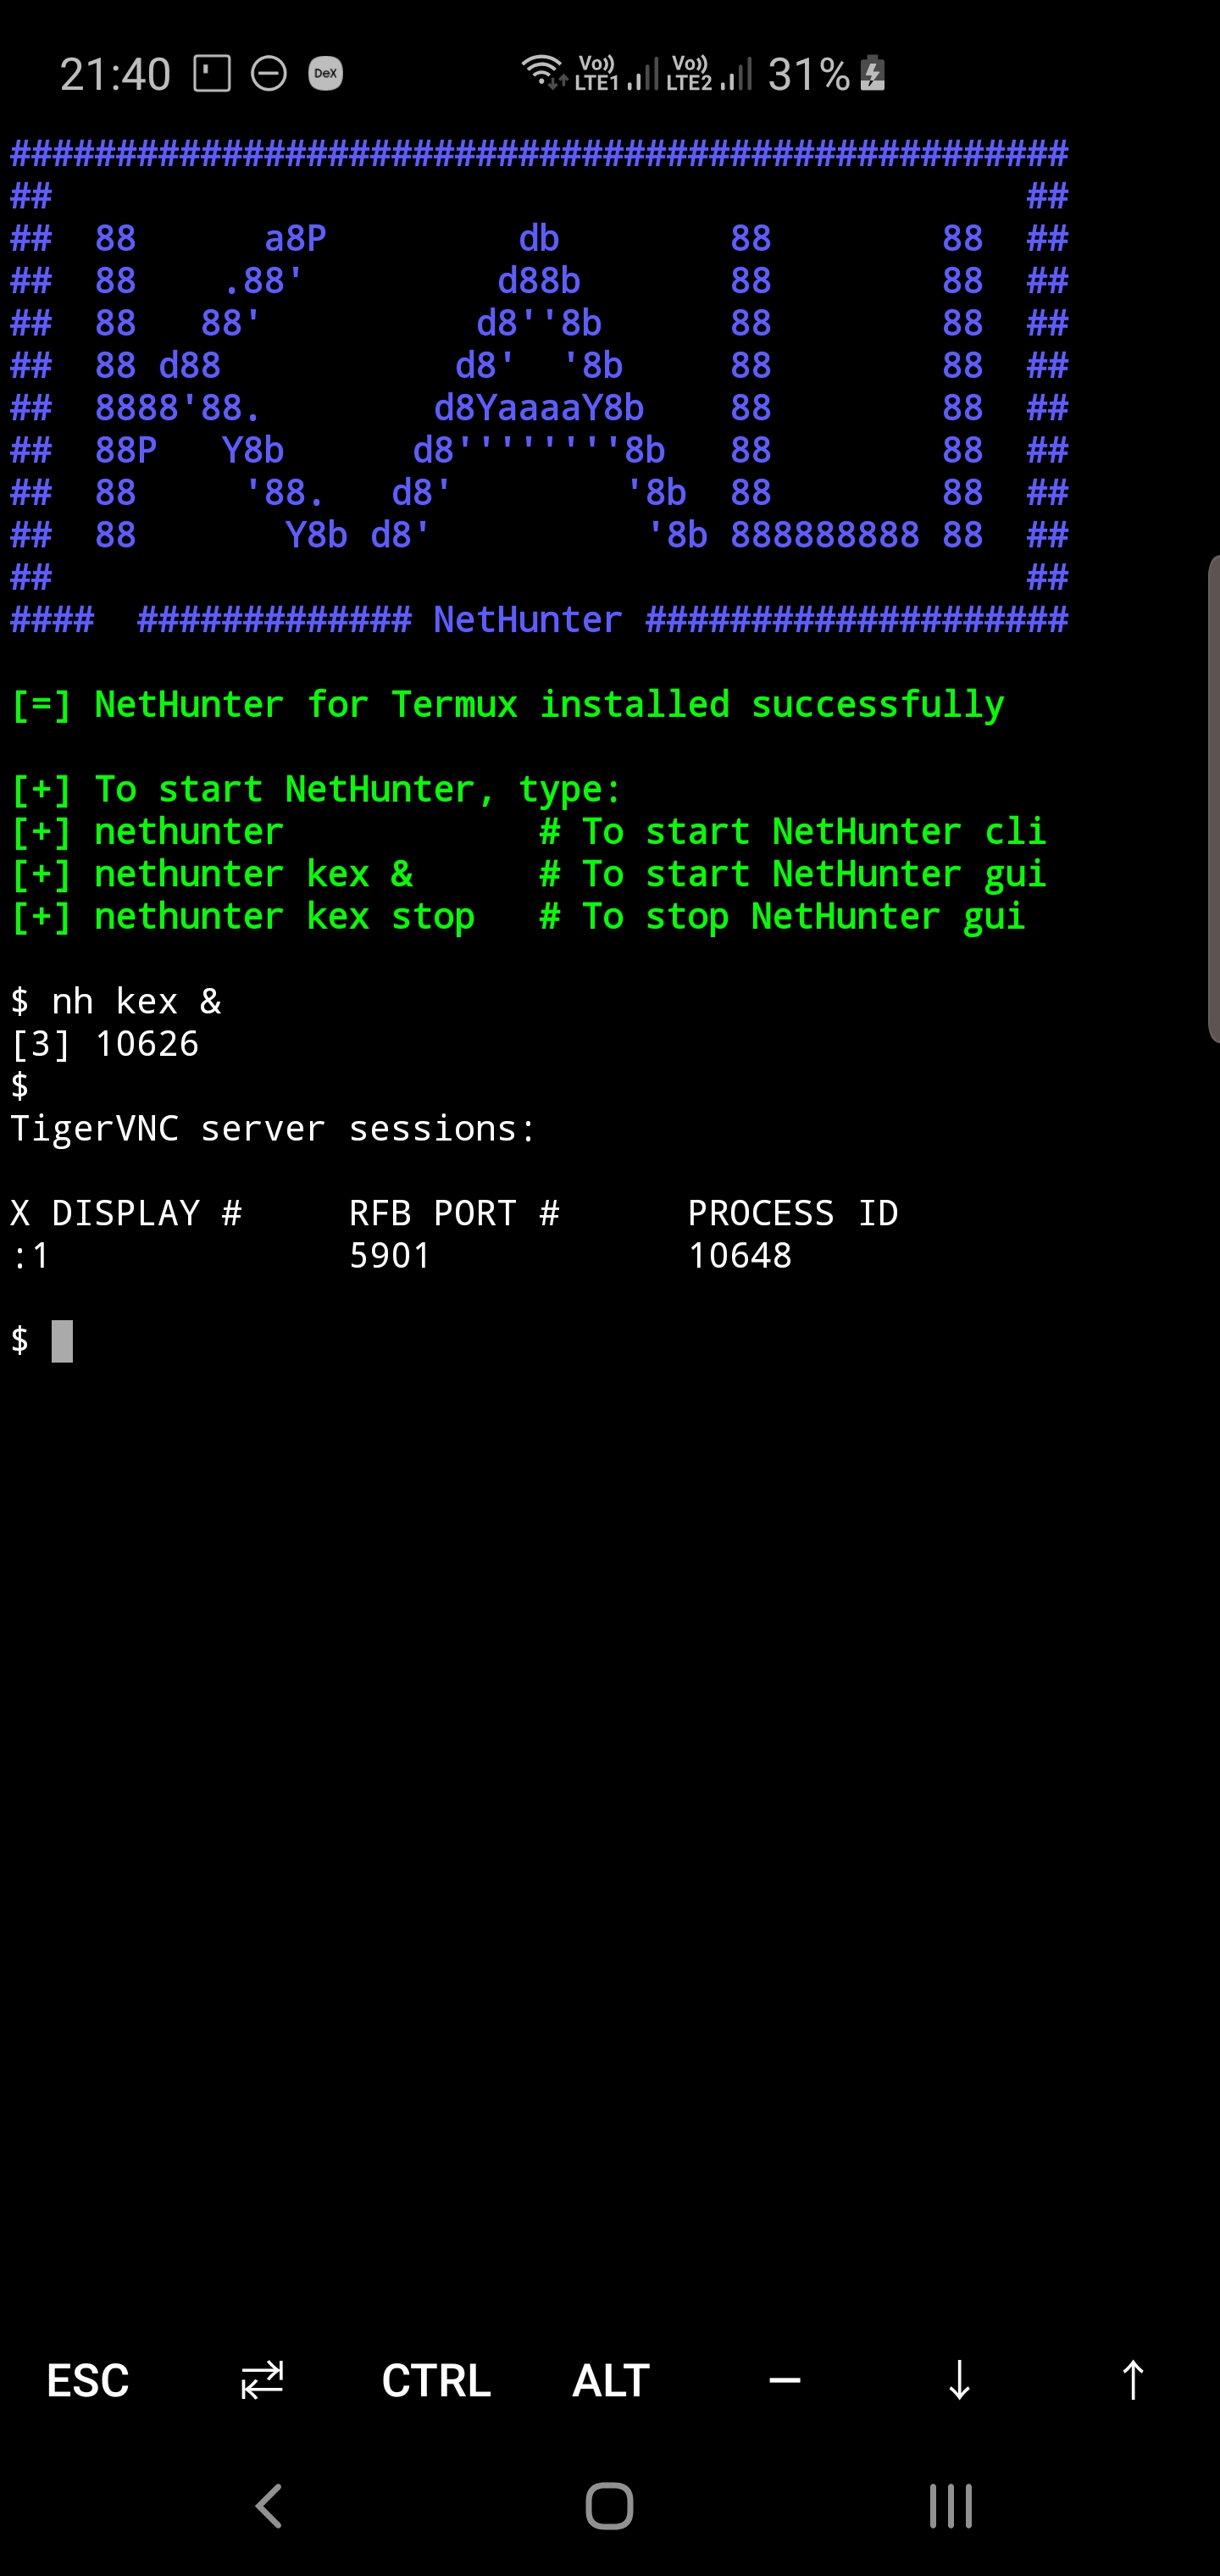 21:40 DeX Vo)) LTE1 Vo)) LTE2 31%
##################################################
##                                              ##
##  88      a8P         db        88        88  ##
##  88    .88'         d88b       88        88  ##
##  88   88'          d8''8b      88        88  ##
##  88 d88           d8'  '8b     88        88  ##
##  8888'88.        d8YaaaaY8b    88        88  ##
##  88P   Y8b      d8''''''''8b   88        88  ##
##  88     '88.   d8'        '8b  88        88  ##
##  88       Y8b d8'          '8b 888888888 88  ##
##                                              ##
####  ############# NetHunter ####################
[=] NetHunter for Termux installed successfully
[+] To start NetHunter, type:
[+] nethunter            # To start NetHunter cli
[+] nethunter kex &      # To start NetHunter gui
[+] nethunter kex stop   # To stop NetHunter gui
$ nh kex &
[3] 10626
$
TigerVNC server sessions:
X DISPLAY #     RFB PORT #      PROCESS ID
:1              5901            10648
$
ESC ⇄ CTRL ALT — ↓ ↑